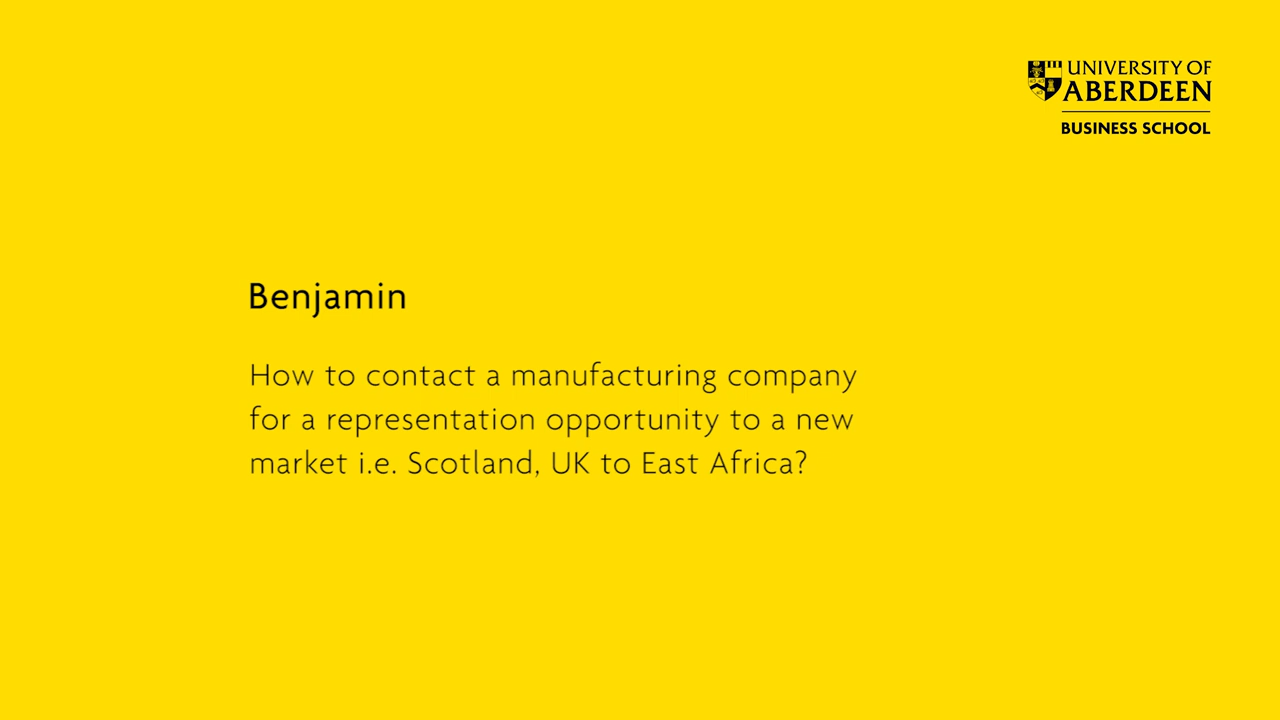 UNIVERSITY OF
ABERDEEN
BUSINESS SCHOOL
Benjamin
How to contact a manufacturing company
for a representation opportunity to a new
market i.e. Scotland, UK to East Africa?